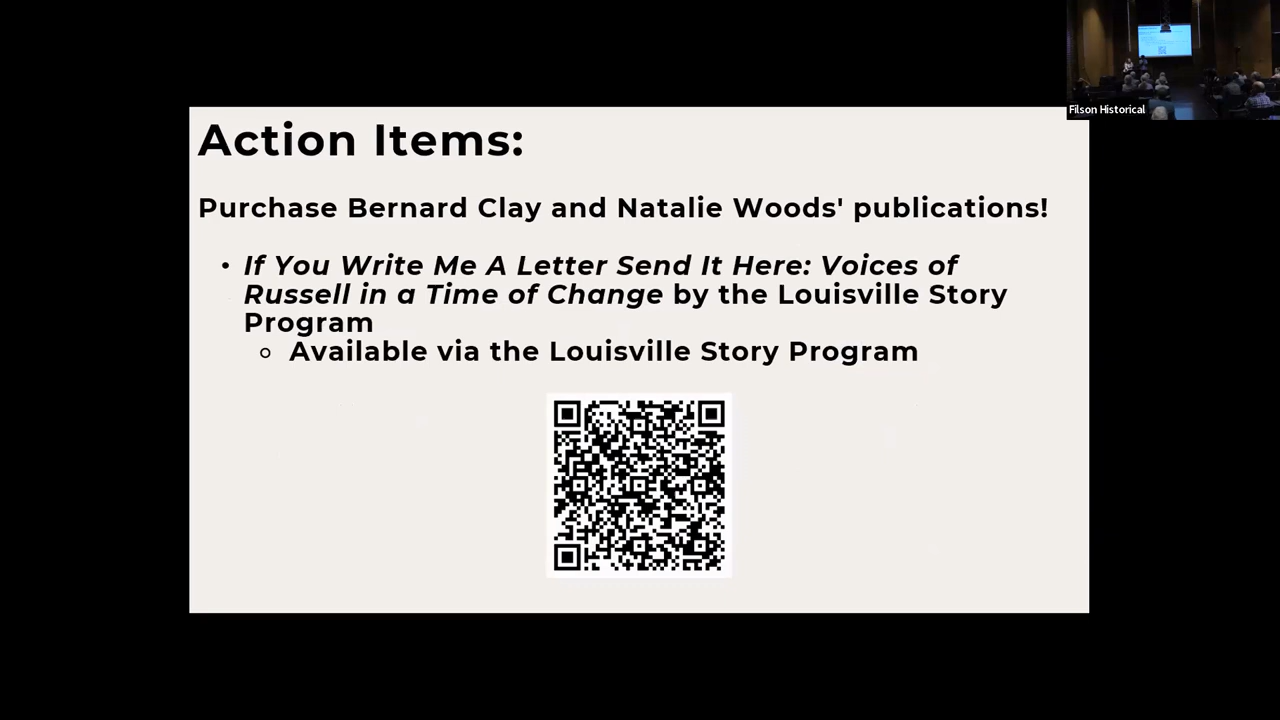 Filson Historical
Action Items:
Purchase Bernard Clay and Natalie Woods' publications!
• If You Write Me A Letter Send It Here: Voices of
Russell in a Time of Change by the Louisville Story
Program
○ Available via the Louisville Story Program